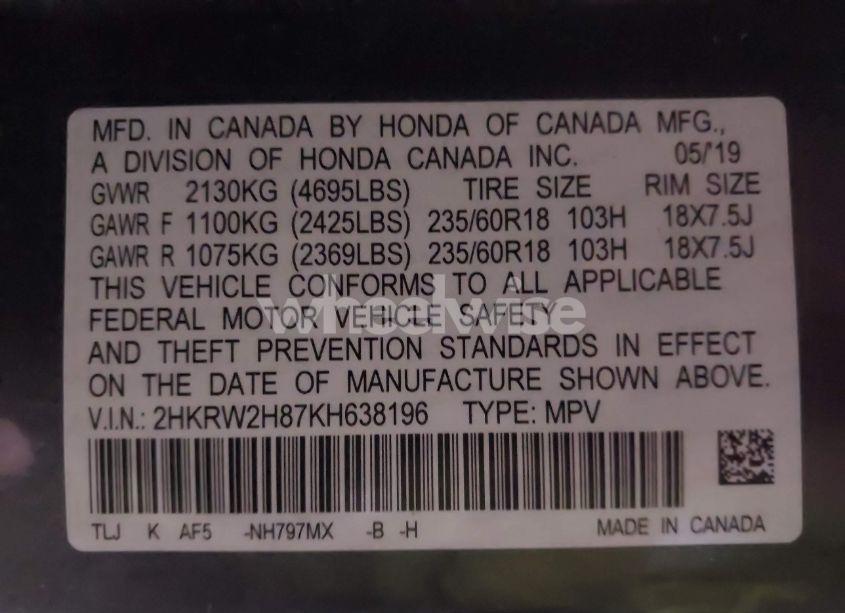 MFD. IN CANADA BY HONDA OF CANADA MFG.,
A DIVISION OF HONDA CANADA INC. 05/'19
GVWR 2130KG (4695LBS) TIRE SIZE RIM SIZE
GAWR F 1100KG (2425LBS) 235/60R18 103H 18X7.5J
GAWR R 1075KG (2369LBS) 235/60R18 103H 18X7.5J
THIS VEHICLE CONFORMS TO ALL APPLICABLE
FEDERAL MOTOR VEHICLE SAFETY
wheelwise
AND THEFT PREVENTION STANDARDS IN EFFECT
ON THE DATE OF MANUFACTURE SHOWN ABOVE.
V.I.N.: 2HKRW2H87KH638196 TYPE: MPV
TLJ K AF5 -NH797MX -B -H MADE IN CANADA